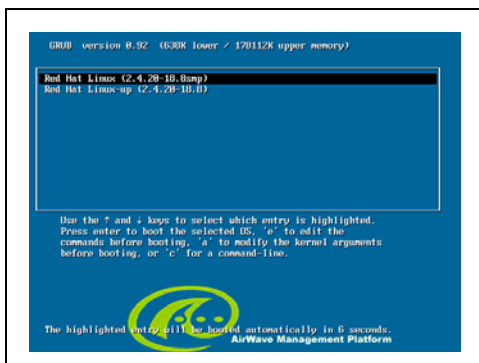 GRUB version 0.92 (638K lower / 178112K upper memory)
Red Hat Linux (2.4.20-18.8smp)
Red Hat Linux-up (2.4.20-18.8)
Use the ↑ and ↓ keys to select which entry is highlighted.
Press enter to boot the selected OS, 'e' to edit the
commands before booting, 'a' to modify the kernel arguments
before booting, or 'c' for a command-line.
The highlighted entry will be booted automatically in 6 seconds.
AirWave Management Platform